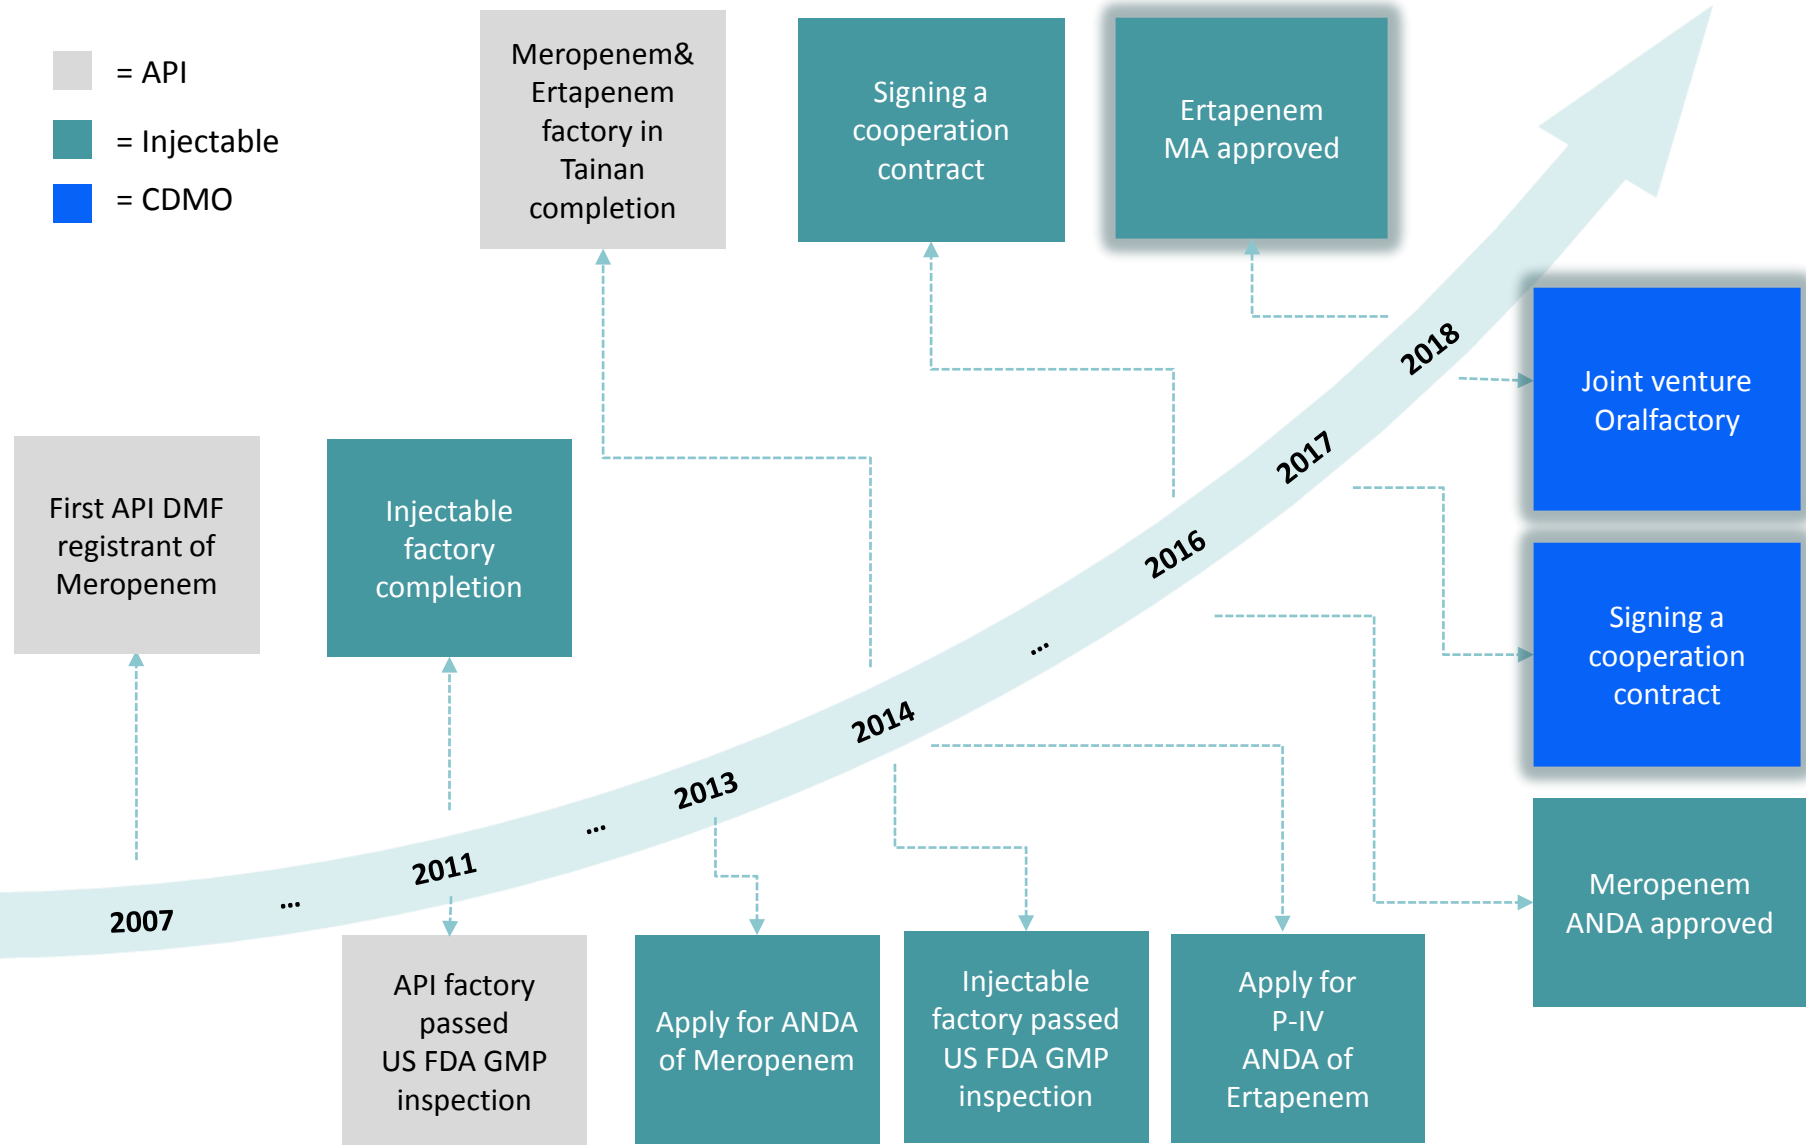 = API
= Injectable
= CDMO
Meropenem&
Ertapenem
factory in
Tainan
completion
Signing a
cooperation
contract
Ertapenem
MA approved
First API DMF
registrant of
Meropenem
Injectable
factory
completion
Joint venture
Oralfactory
Signing a
cooperation
contract
Meropenem
ANDA approved
2007
...
2011
...
2013
2014
...
2016
2017
2018
API factory
passed
US FDA GMP
inspection
Apply for ANDA
of Meropenem
Injectable
factory passed
US FDA GMP
inspection
Apply for
P-IV
ANDA of
Ertapenem